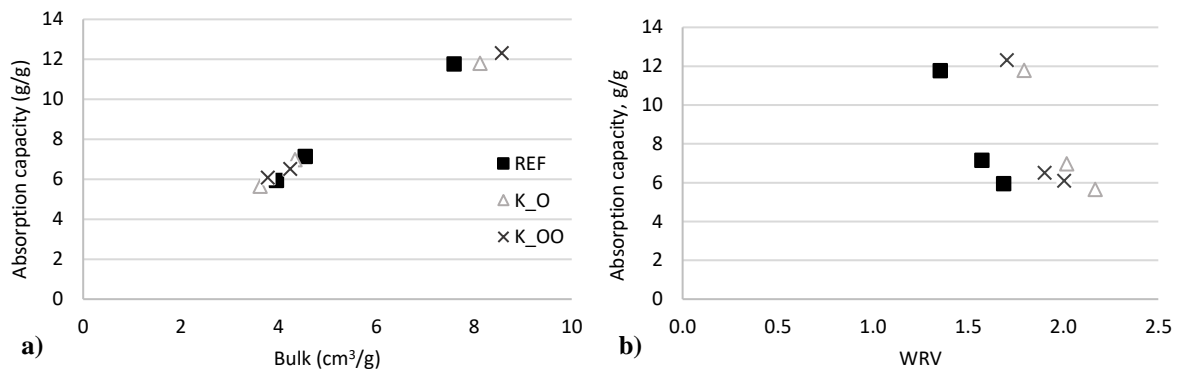 Absorption capacity (g/g)
14
12
10
8
6
4
2
0
REF
K_O
K_OO
0 2 4 6 8 10
a)
Bulk (cm³/g)
Absorption capacity, g/g
14
12
10
8
6
4
2
0
0.0 0.5 1.0 1.5 2.0 2.5
b)
WRV